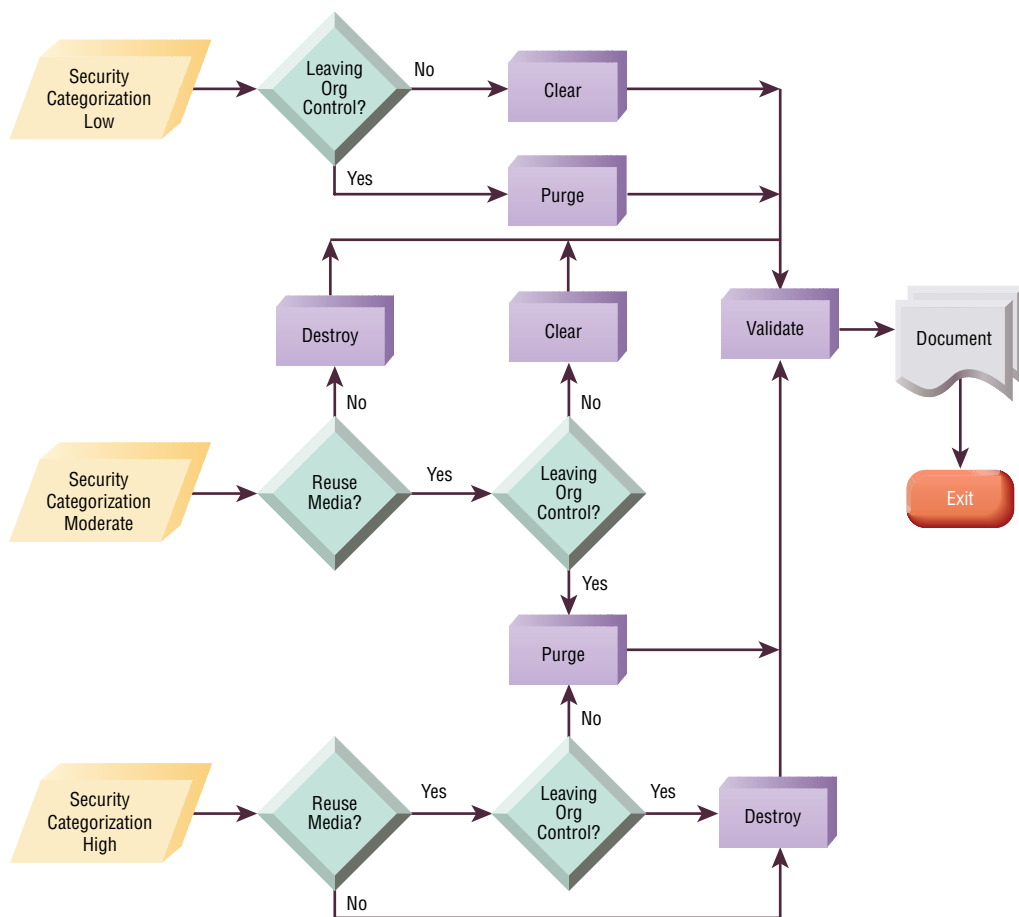 Security
Categorization
Low
Leaving
Org
Control?
No
Clear
Yes
Purge
Destroy
Clear
Validate
Document
No
No
Security
Categorization
Moderate
Reuse
Media?
Yes
Leaving
Org
Control?
Exit
Yes
Purge
No
Security
Categorization
High
Reuse
Media?
Yes
Leaving
Org
Control?
Yes
Destroy
No